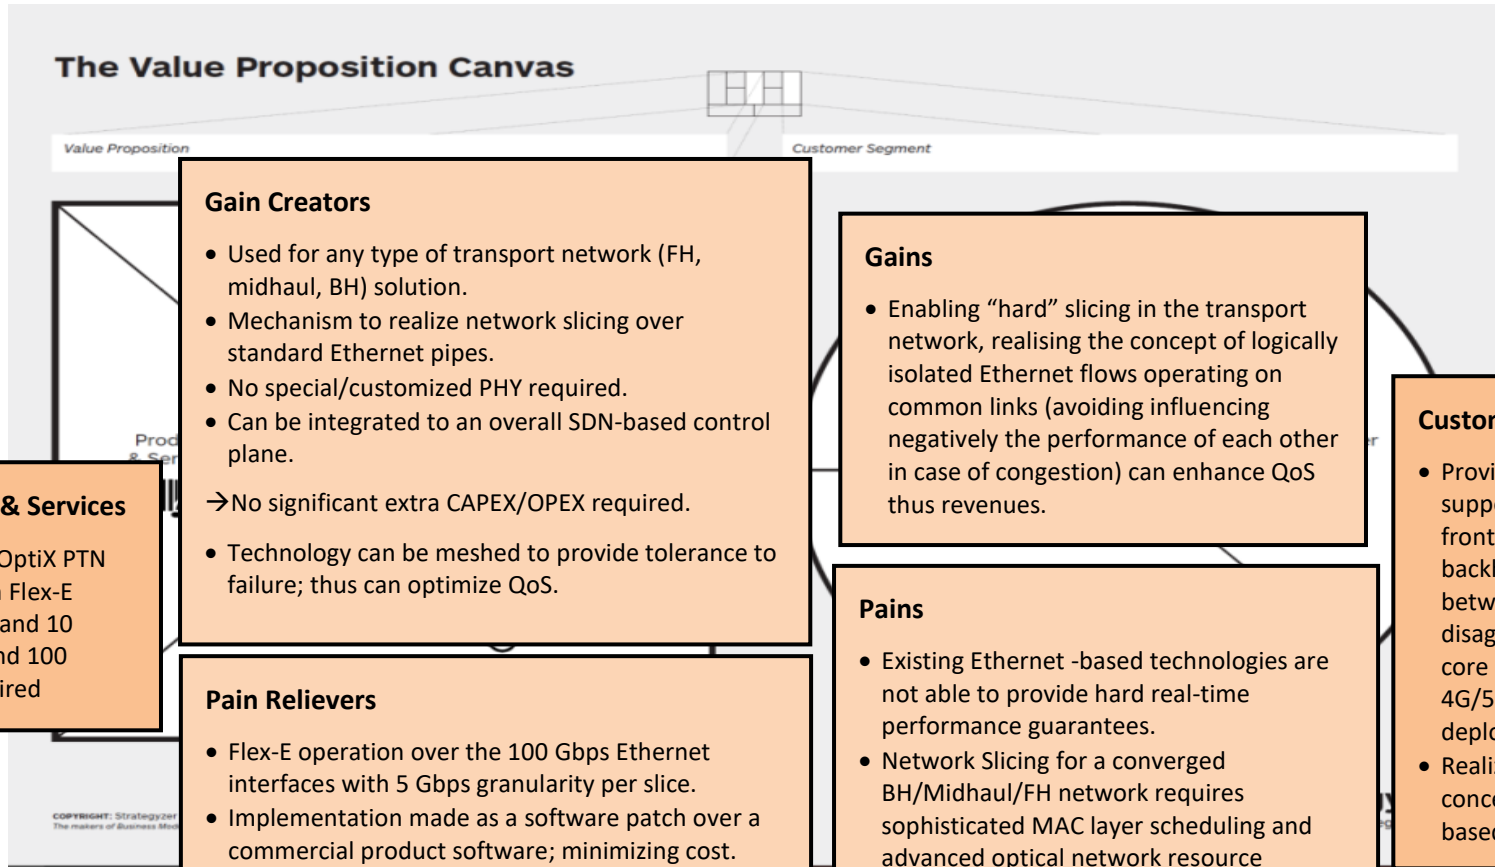 The Value Proposition Canvas
Value Proposition
Customer Segment
Gain Creators
• Used for any type of transport network (FH,
midhaul, BH) solution.
• Mechanism to realize network slicing over
standard Ethernet pipes.
• No special/customized PHY required.
• Can be integrated to an overall SDN-based control
plane.
→No significant extra CAPEX/OPEX required.
• Technology can be meshed to provide tolerance to
failure; thus can optimize QoS.
Gains
• Enabling “hard” slicing in the transport
network, realising the concept of logically
isolated Ethernet flows operating on
common links (avoiding influencing
negatively the performance of each other
in case of congestion) can enhance QoS
thus revenues.
& Services
OptiX PTN
Flex-E
and 10
100
Pain Relievers
• Flex-E operation over the 100 Gbps Ethernet
interfaces with 5 Gbps granularity per slice.
• Implementation made as a software patch over a
commercial product software; minimizing cost.
Pains
• Existing Ethernet -based technologies are
not able to provide hard real-time
performance guarantees.
• Network Slicing for a converged
BH/Midhaul/FH network requires
sophisticated MAC layer scheduling and
advanced optical network resource
core
COPYRIGHT: Strategyzer
The makers of Business